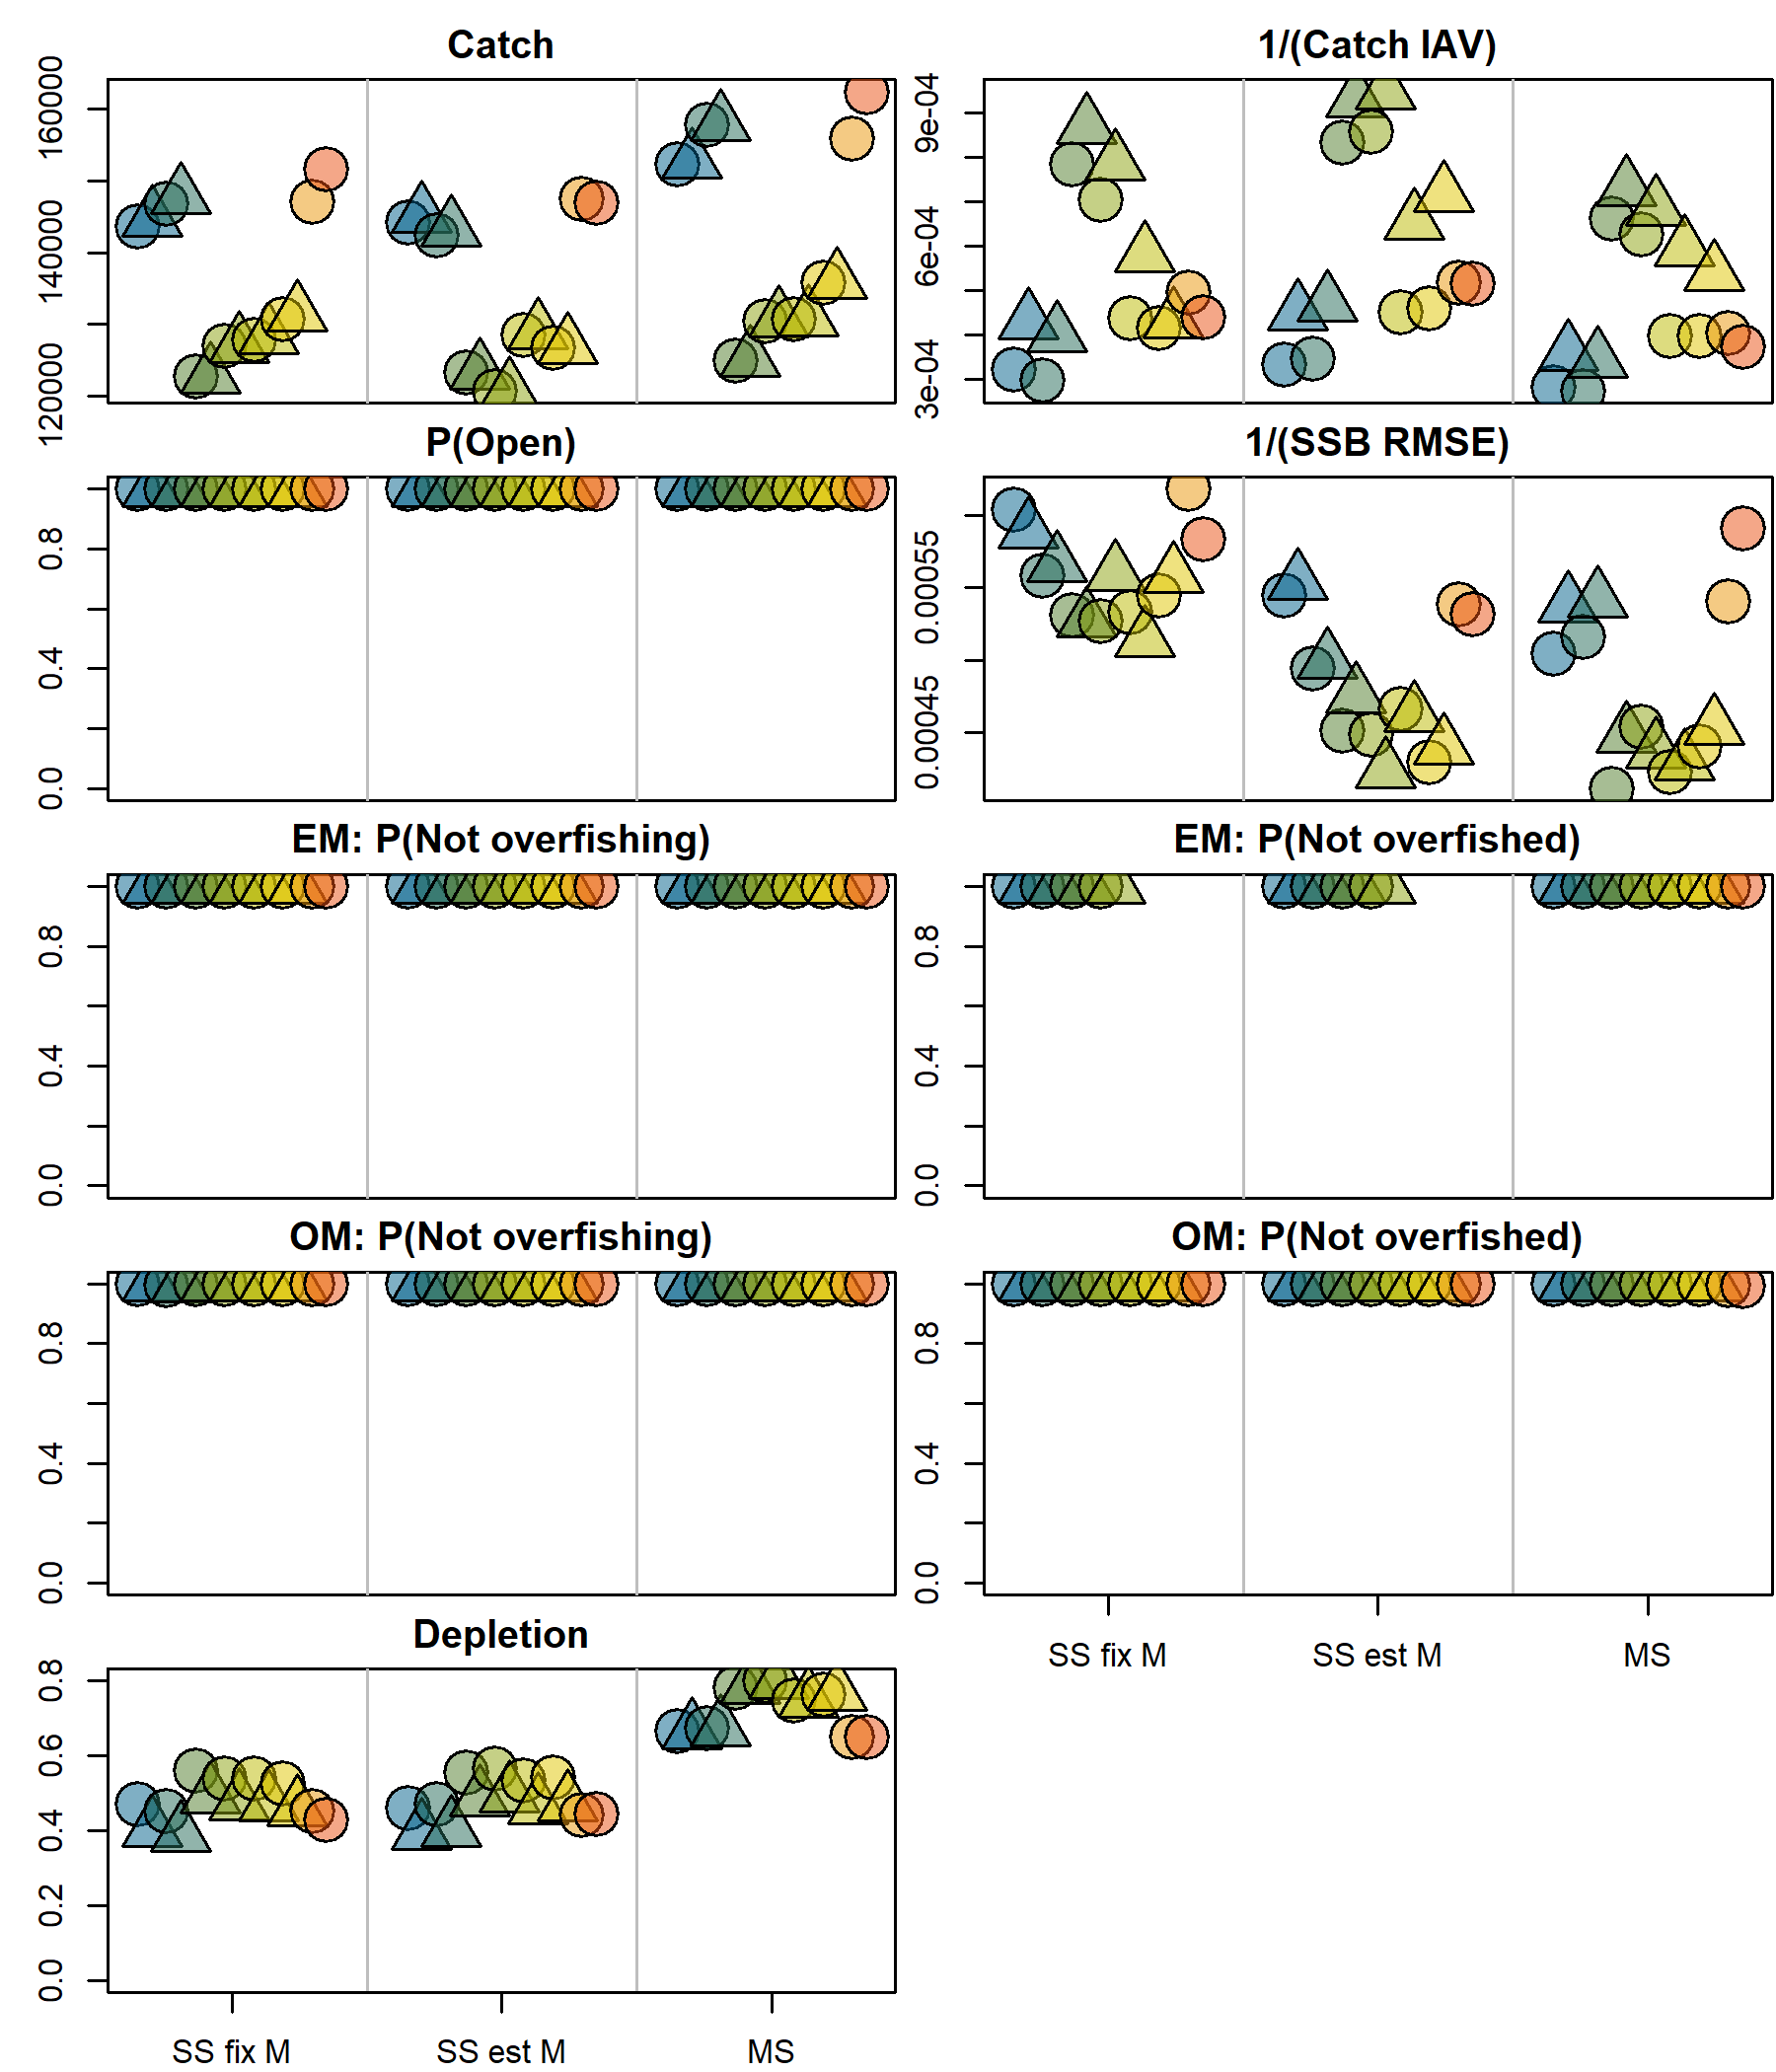 Catch
1/(Catch IAV)
160000
140000
120000
9e-04
6e-04
3e-04
P(Open)
1/(SSB RMSE)
0.8
0.4
0.0
0.00055
0.00045
EM: P(Not overfishing)
EM: P(Not overfished)
0.8
0.4
0.0
0.8
0.4
0.0
OM: P(Not overfishing)
OM: P(Not overfished)
0.8
0.4
0.0
0.8
0.4
0.0
SS fix M
SS est M
MS
Depletion
0.8
0.6
0.4
0.2
0.0
SS fix M
SS est M
MS